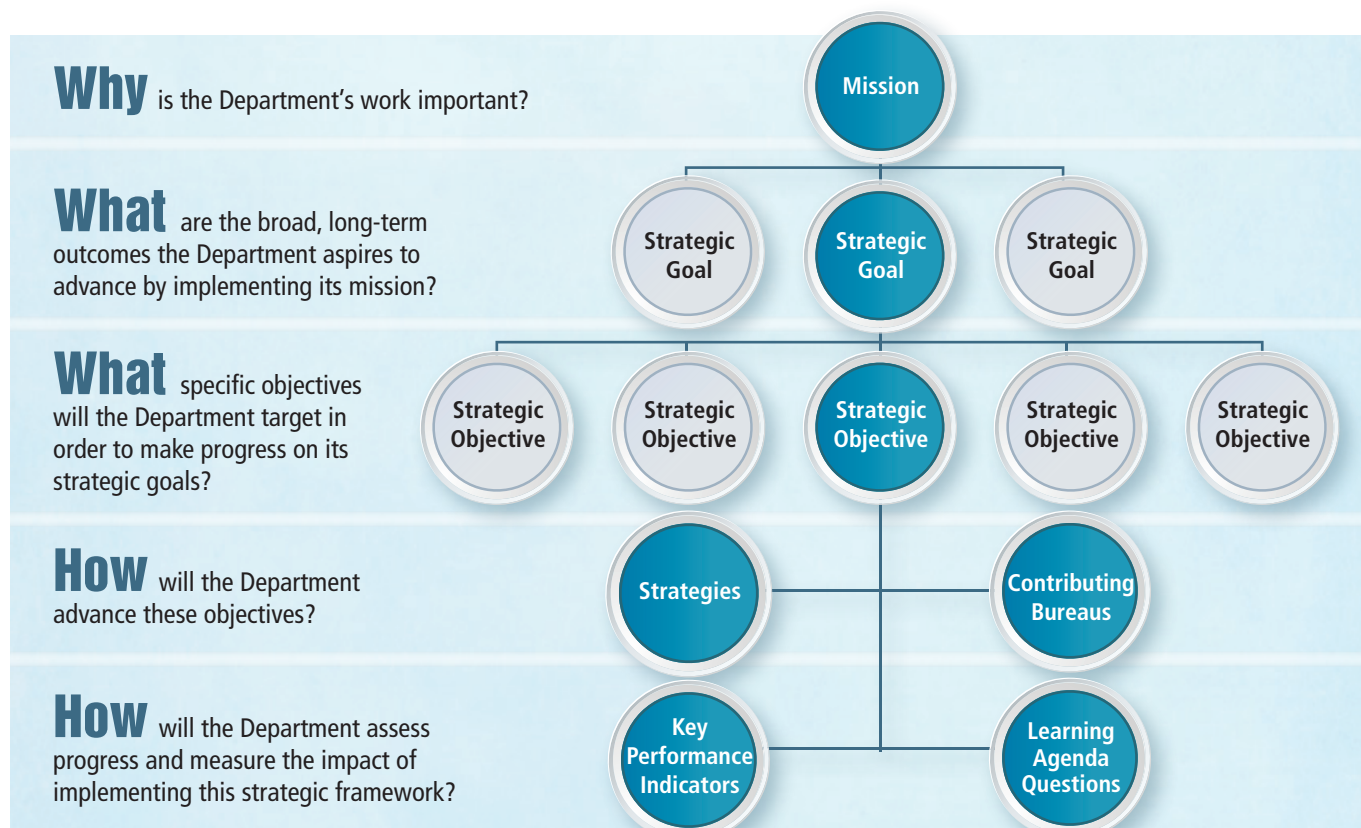 Why is the Department's work important?
Mission
What are the broad, long-term
outcomes the Department aspires to
advance by implementing its mission?
Strategic
Goal
Strategic
Goal
Strategic
Goal
What specific objectives
will the Department target in
order to make progress on its
strategic goals?
Strategic
Objective
Strategic
Objective
Strategic
Objective
Strategic
Objective
Strategic
Objective
How will the Department
advance these objectives?
Strategies
Contributing
Bureaus
How will the Department assess
progress and measure the impact of
implementing this strategic framework?
Key
Performance
Indicators
Learning
Agenda
Questions